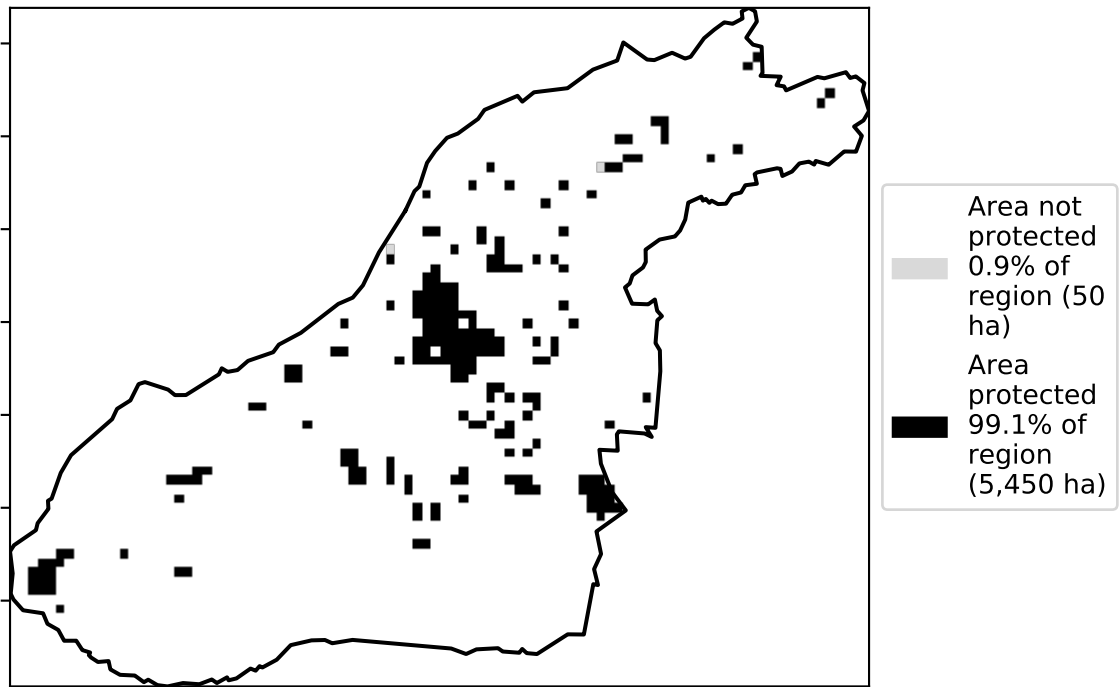 Area not
protected
0.9% of
region (50
ha)
Area
protected
99.1% of
region
(5,450 ha)